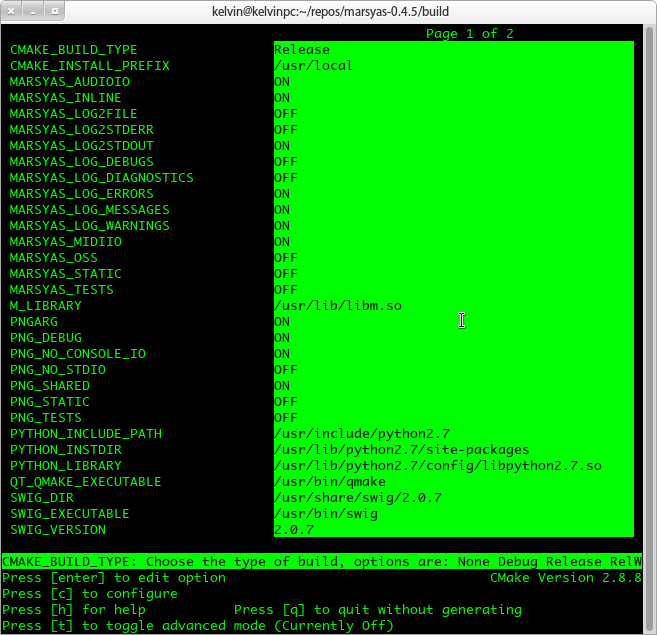 kelvin@kelvinpc:~/repos/marsyas-0.4.5/build
Page 1 of 2
CMAKE_BUILD_TYPE Release
CMAKE_INSTALL_PREFIX /usr/local
MARSYAS_AUDIOIO ON
MARSYAS_INLINE ON
MARSYAS_LOG2FILE OFF
MARSYAS_LOG2STDERR OFF
MARSYAS_LOG2STDOUT ON
MARSYAS_LOG_DEBUGS OFF
MARSYAS_LOG_DIAGNOSTICS OFF
MARSYAS_LOG_ERRORS ON
MARSYAS_LOG_MESSAGES ON
MARSYAS_LOG_WARNINGS ON
MARSYAS_MIDIIO ON
MARSYAS_OSS OFF
MARSYAS_STATIC OFF
MARSYAS_TESTS OFF
M_LIBRARY /usr/lib/libm.so
PNGARG ON
PNG_DEBUG ON
PNG_NO_CONSOLE_IO ON
PNG_NO_STDIO OFF
PNG_SHARED ON
PNG_STATIC OFF
PNG_TESTS OFF
PYTHON_INCLUDE_PATH /usr/include/python2.7
PYTHON_INSTDIR /usr/lib/python2.7/site-packages
PYTHON_LIBRARY /usr/lib/python2.7/config/libpython2.7.so
QT_QMAKE_EXECUTABLE /usr/bin/qmake
SWIG_DIR /usr/share/swig/2.0.7
SWIG_EXECUTABLE /usr/bin/swig
SWIG_VERSION 2.0.7
CMAKE_BUILD_TYPE: Choose the type of build, options are: None Debug Release RelW
Press [enter] to edit option CMake Version 2.8.8
Press [c] to configure
Press [h] for help Press [q] to quit without generating
Press [t] to toggle advanced mode (Currently Off)